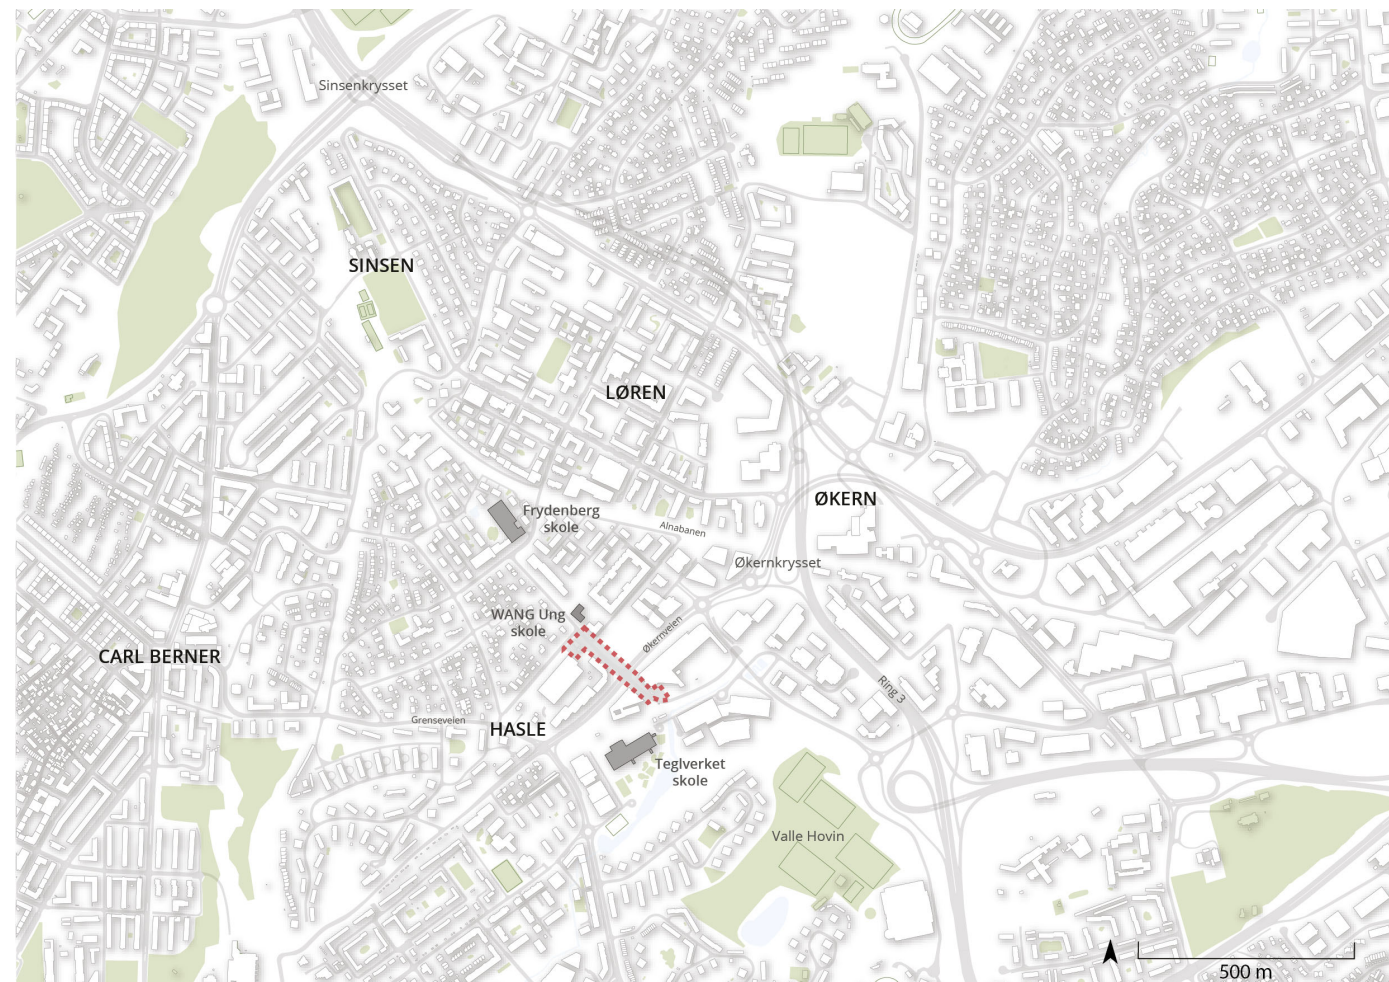 Sinsenkrysset
SINSEN
LØREN
ØKERN
Frydenberg
skole
Alnabanen
Økernkrysset
WANG Ung
skole
Økernveien
CARL BERNER
Ring 3
Grenseveien
HASLE
Teglverket
skole
Valle Hovin
500 m